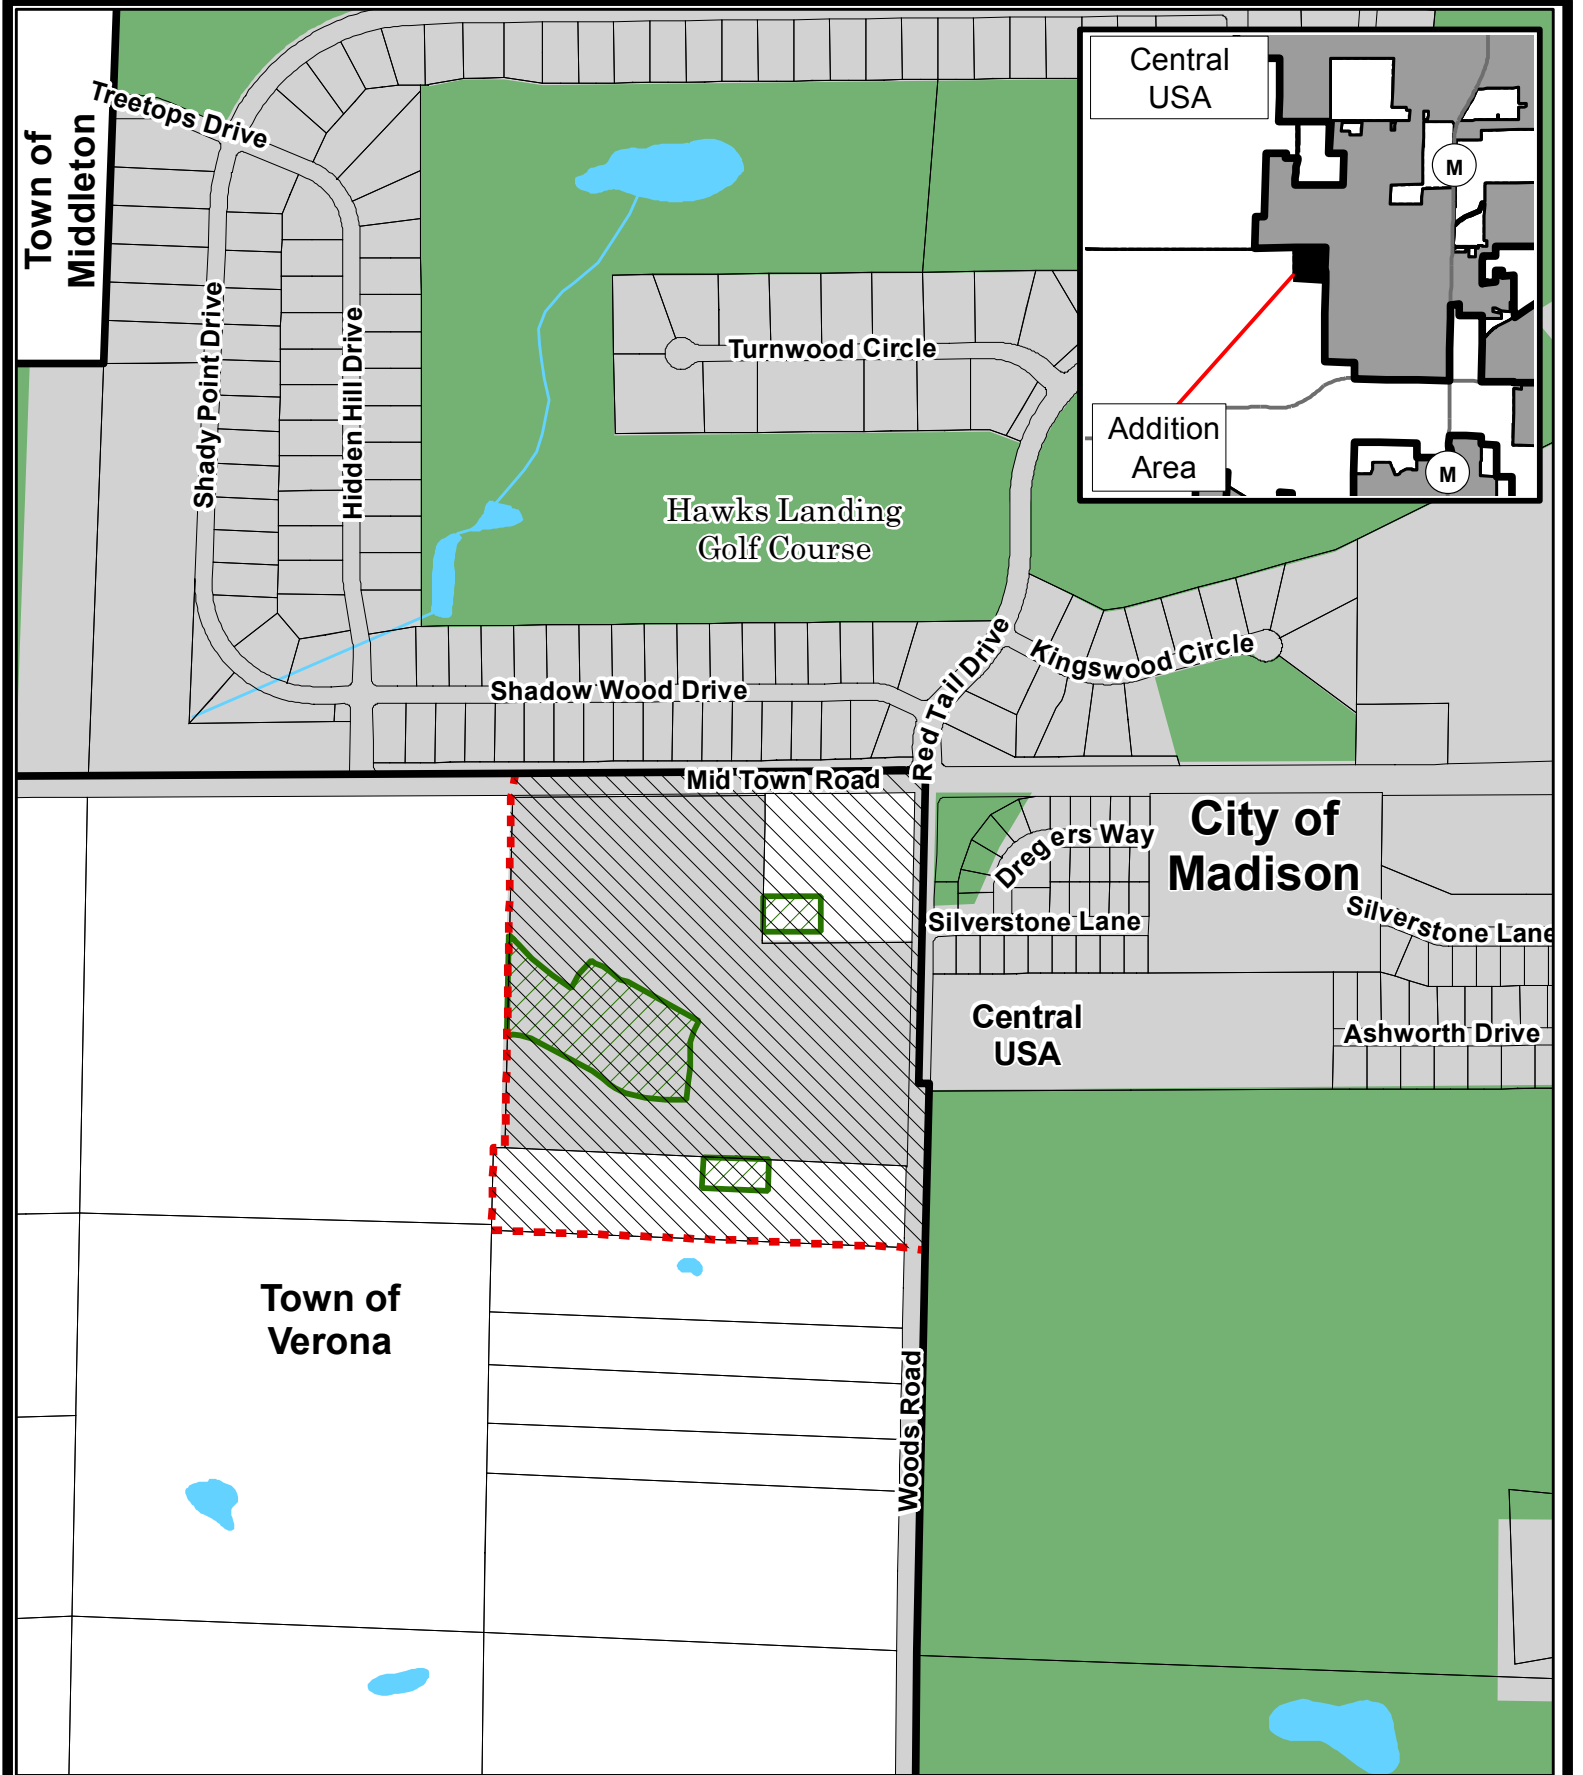 Central
USA
Treetops Drive
Town of
Middleton
M
Shady Point Drive
Hidden Hill Drive
Turnwood Circle
Addition
Area
M
Hawks Landing
Golf Course
Kingswood Circle
Red Tail Drive
Shadow Wood Drive
Mid Town Road
City of
Madison
Dregers Way
Silverstone Lane
Silverstone Lane
Central
USA
Ashworth Drive
Town of
Verona
Woods Road